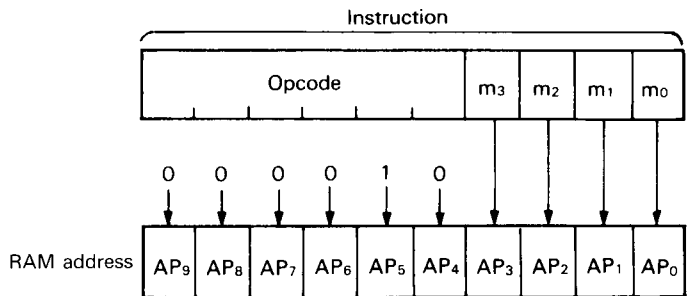 Instruction
Opcode m₃ m₂ m₁ m₀
0 0 0 0 1 0
RAM address AP₉ AP₈ AP₇ AP₆ AP₅ AP₄ AP₃ AP₂ AP₁ AP₀